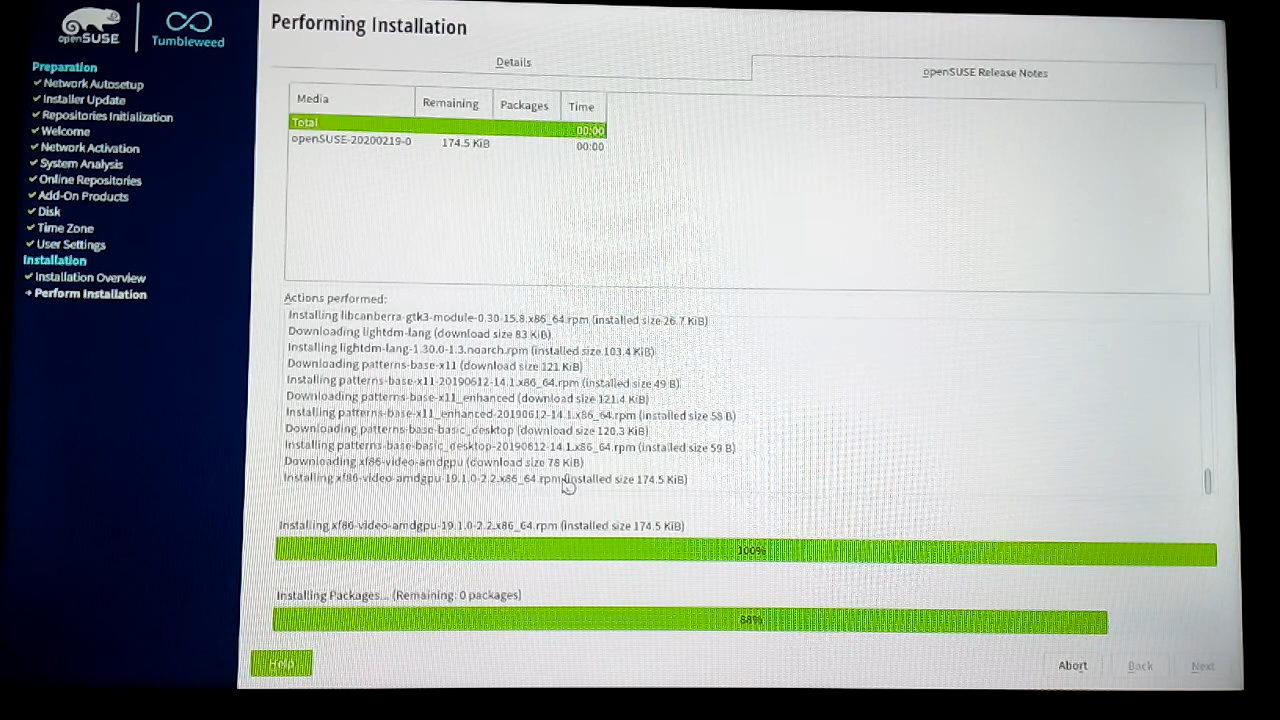 openSUSE
Tumbleweed
Performing Installation
Preparation
Network Autosetup
Installer Update
Repositories Initialization
Welcome
Network Activation
System Analysis
Online Repositories
Add-On Products
Disk
Time Zone
User Settings
Installation
Installation Overview
Perform Installation
Details
openSUSE Release Notes
Media Remaining Packages Time
Total 00:00
openSUSE-20200219-0 174.5 KiB 00:00
Actions performed:
Installing libcanberra-gtk3-module-0.30-15.8.x86_64.rpm (installed size 26.7 KiB)
Downloading lightdm-lang (download size 83 KiB)
Installing lightdm-lang-1.30.0-1.3.noarch.rpm (installed size 103.4 KiB)
Downloading patterns-base-x11 (download size 121 KiB)
Installing patterns-base-x11-20190612-14.1.x86_64.rpm (installed size 49 B)
Downloading patterns-base-x11_enhanced (download size 121.4 KiB)
Installing patterns-base-x11_enhanced-20190612-14.1.x86_64.rpm (installed size 58 B)
Downloading patterns-base-basic_desktop (download size 120.3 KiB)
Installing patterns-base-basic_desktop-20190612-14.1.x86_64.rpm (installed size 59 B)
Downloading xf86-video-amdgpu (download size 78 KiB)
Installing xf86-video-amdgpu-19.1.0-2.2.x86_64.rpm (installed size 174.5 KiB)
Installing xf86-video-amdgpu-19.1.0-2.2.x86_64.rpm (installed size 174.5 KiB)
100%
Installing Packages... (Remaining: 0 packages)
88%
Help
Abort
Back
Next